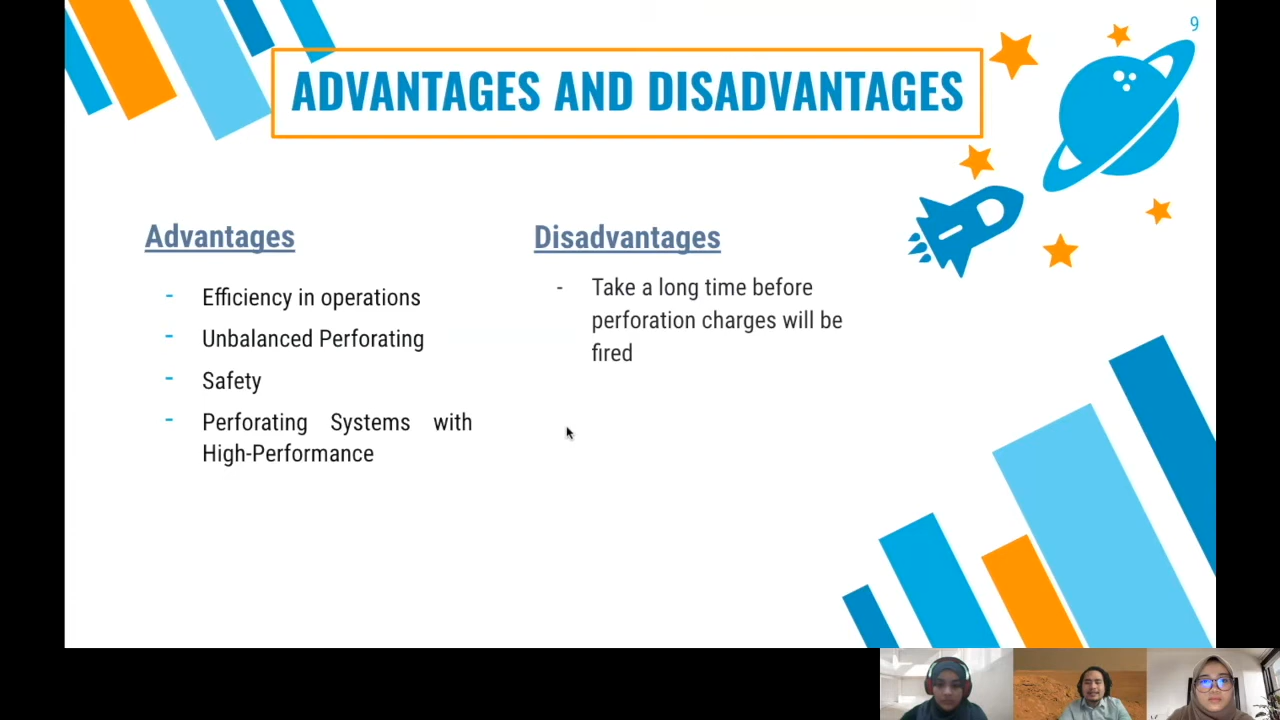 9
ADVANTAGES AND DISADVANTAGES
Advantages
- Efficiency in operations
- Unbalanced Perforating
- Safety
- Perforating Systems with
High-Performance
Disadvantages
- Take a long time before
perforation charges will be
fired